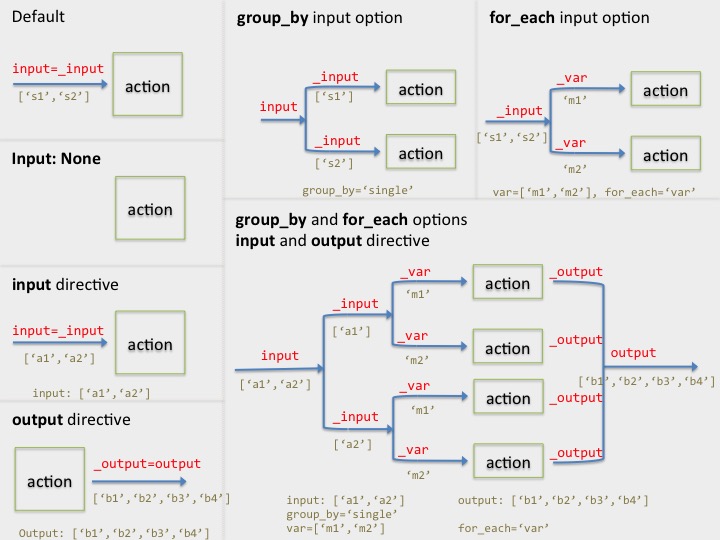 Default
input=_input
[‘s1’,‘s2’]
action
Input: None
action
input directive
input=_input
[‘a1’,‘a2’]
action
input: [‘a1’,‘a2’]
output directive
action
_output=output
[‘b1’,‘b2’,‘b3’,‘b4’]
Output: [‘b1’,‘b2’,‘b3’,‘b4’]
group_by input option
input
_input
[‘s1’]
action
_input
[‘s2’]
action
group_by=‘single’
for_each input option
_input
[‘s1’,‘s2’]
_var
‘m1’
action
_var
‘m2’
action
var=[‘m1’,‘m2’], for_each=‘var’
group_by and for_each options
input and output directive
input
[‘a1’,‘a2’]
_input
[‘a1’]
_var
‘m1’
action
_output
_var
‘m2’
action
_output
_input
[‘a2’]
_var
‘m1’
action
_output
_var
‘m2’
action
_output
output
[‘b1’,‘b2’,‘b3’,‘b4’]
input: [‘a1’,‘a2’]
group_by=‘single’
var=[‘m1’,‘m2’]
output: [‘b1’,‘b2’,‘b3’,‘b4’]
for_each=‘var’